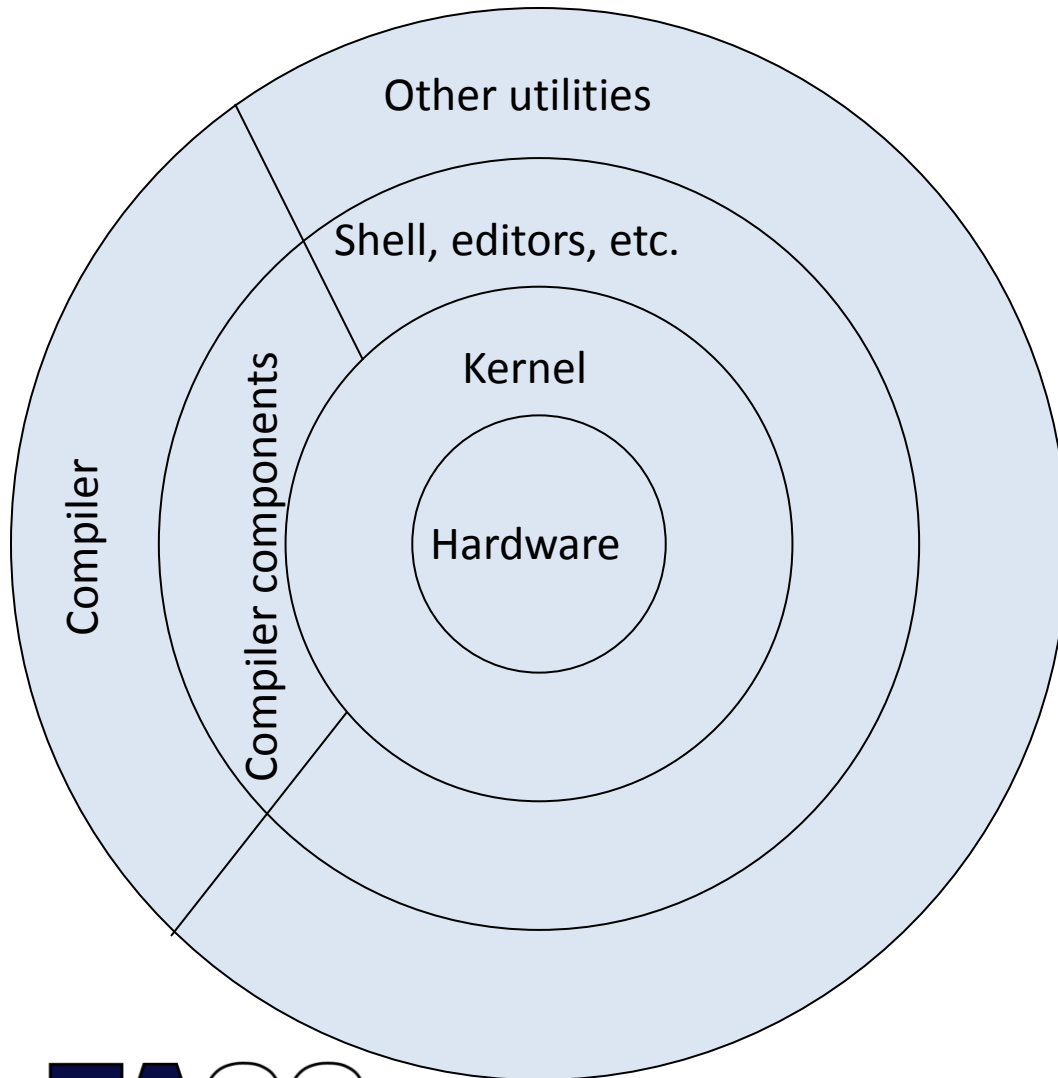 Other utilities
Shell, editors, etc.
Kernel
Hardware
Compiler components
Compiler